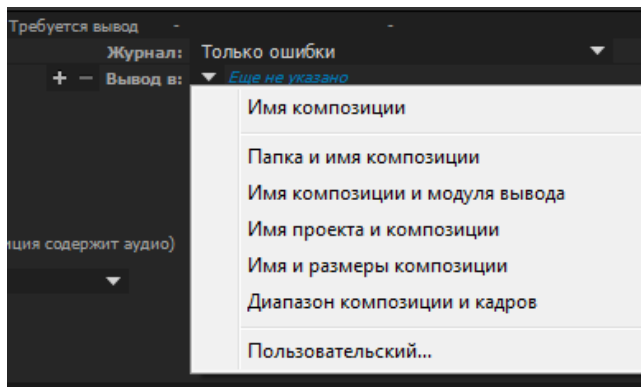 Требуется вывод - -
Журнал: Только ошибки
+ − Вывод в: Еще не указано
Имя композиции
Папка и имя композиции
Имя композиции и модуля вывода
Имя проекта и композиции
иция содержит аудио)
Имя и размеры композиции
Диапазон композиции и кадров
Пользовательский...